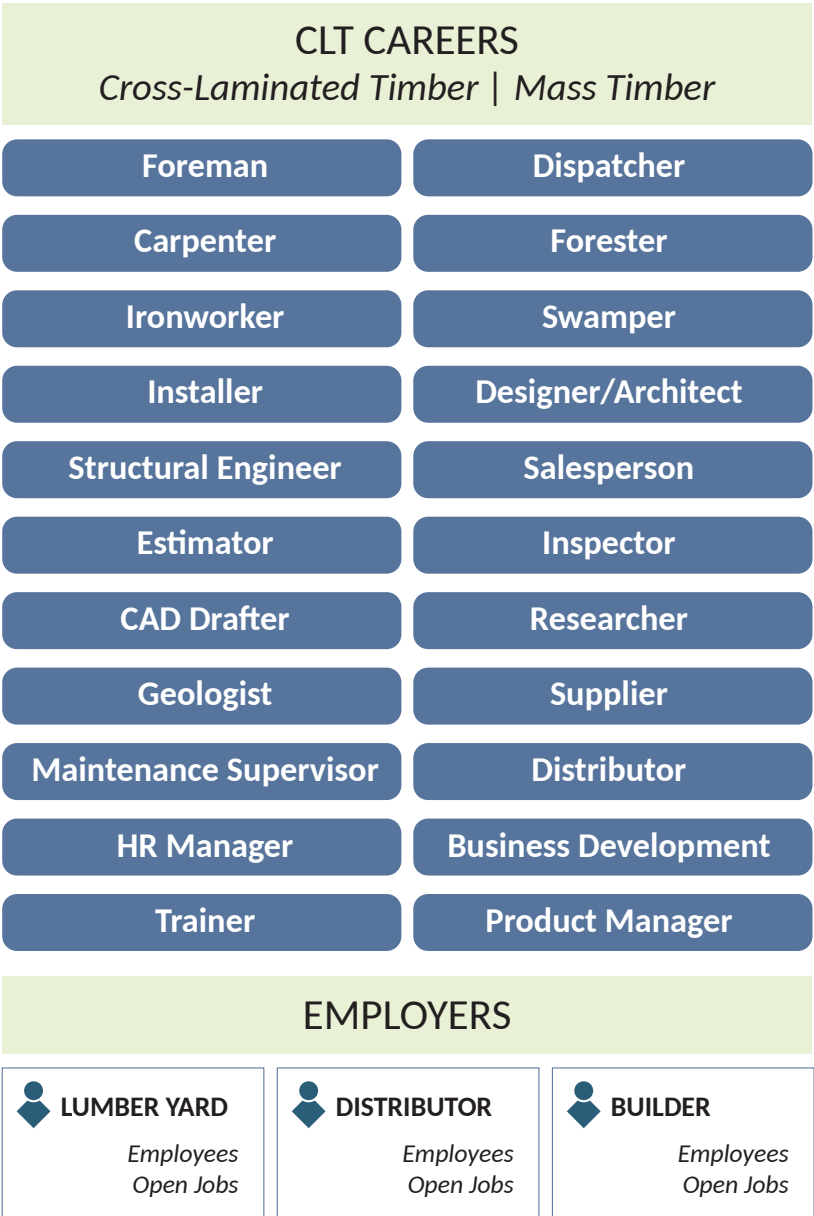 CLT CAREERS
Cross-Laminated Timber | Mass Timber
Foreman
Dispatcher
Carpenter
Forester
Ironworker
Swamper
Installer
Designer/Architect
Structural Engineer
Salesperson
Estimator
Inspector
CAD Drafter
Researcher
Geologist
Supplier
Maintenance Supervisor
Distributor
HR Manager
Business Development
Trainer
Product Manager
EMPLOYERS
LUMBER YARD
Employees
Open Jobs
DISTRIBUTOR
Employees
Open Jobs
BUILDER
Employees
Open Jobs